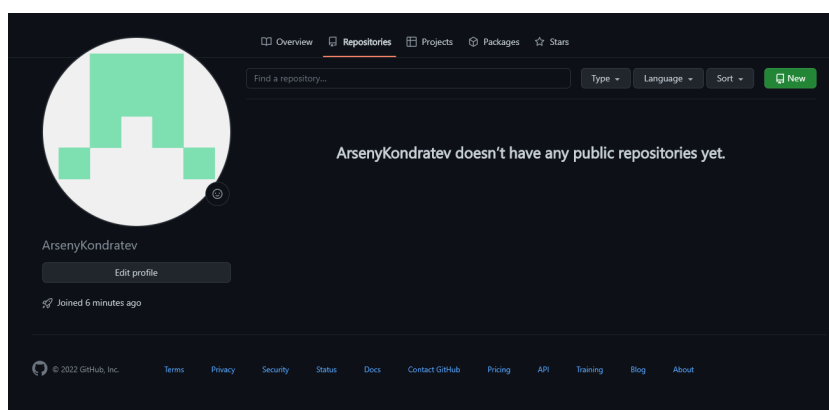 Overview Repositories Projects Packages Stars
Find a repository... Type Language Sort New
ArsenyKondratev doesn't have any public repositories yet.
ArsenyKondratev
Edit profile
Joined 6 minutes ago
© 2022 GitHub, Inc. Terms Privacy Security Status Docs Contact GitHub Pricing API Training Blog About